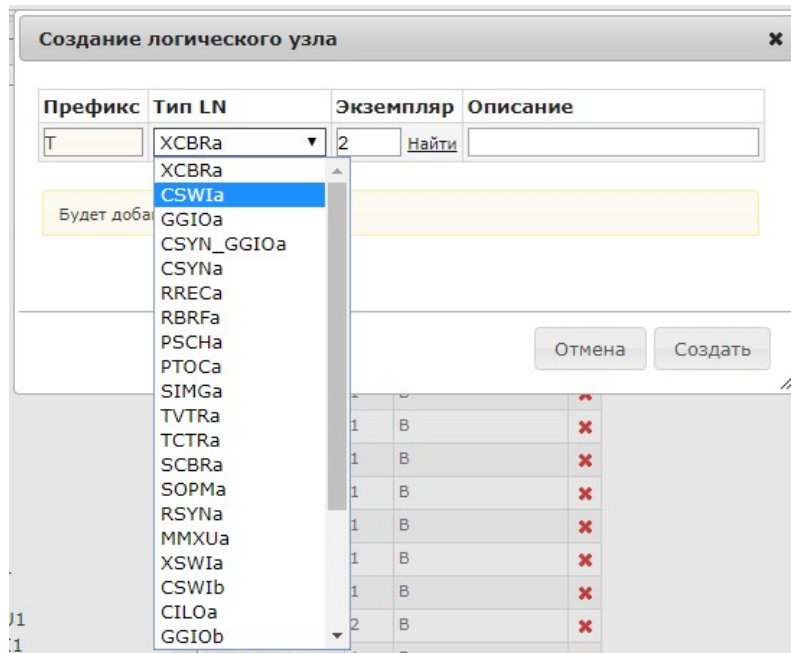 Создание логического узла
Префикс Тип LN Экземпляр Описание
T XCBRa 2 Найти
XCBRa
CSWIa
Будет доба
GGIOa
CSYN_GGIOa
CSYNa
RRECa
RBRFa
PSCHa
Отмена Создать
PTOCa
SIMGa
TVTRa 1 B
TCTRa
SCBRa 1 B
SOPMa 1 B
RSYNa 1 B
MMXUa
XSWIa 1 B
CSWIb 1 B
CILOa
J1 2 B
GGIOb